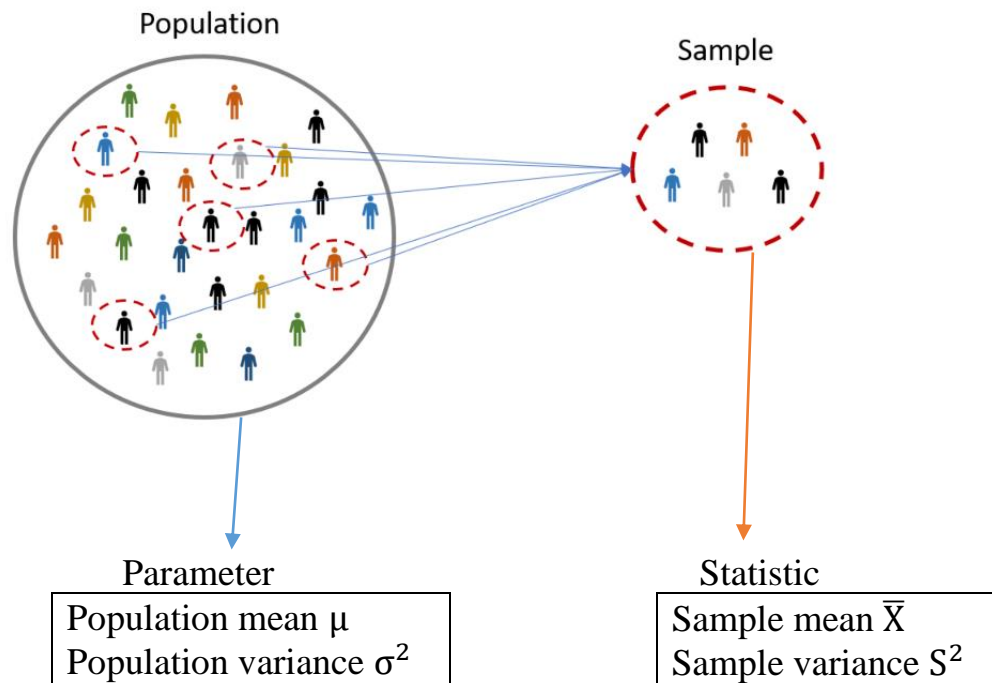 Population
Sample
Parameter
Population mean μ
Population variance σ²
Statistic
Sample mean X̅
Sample variance S²